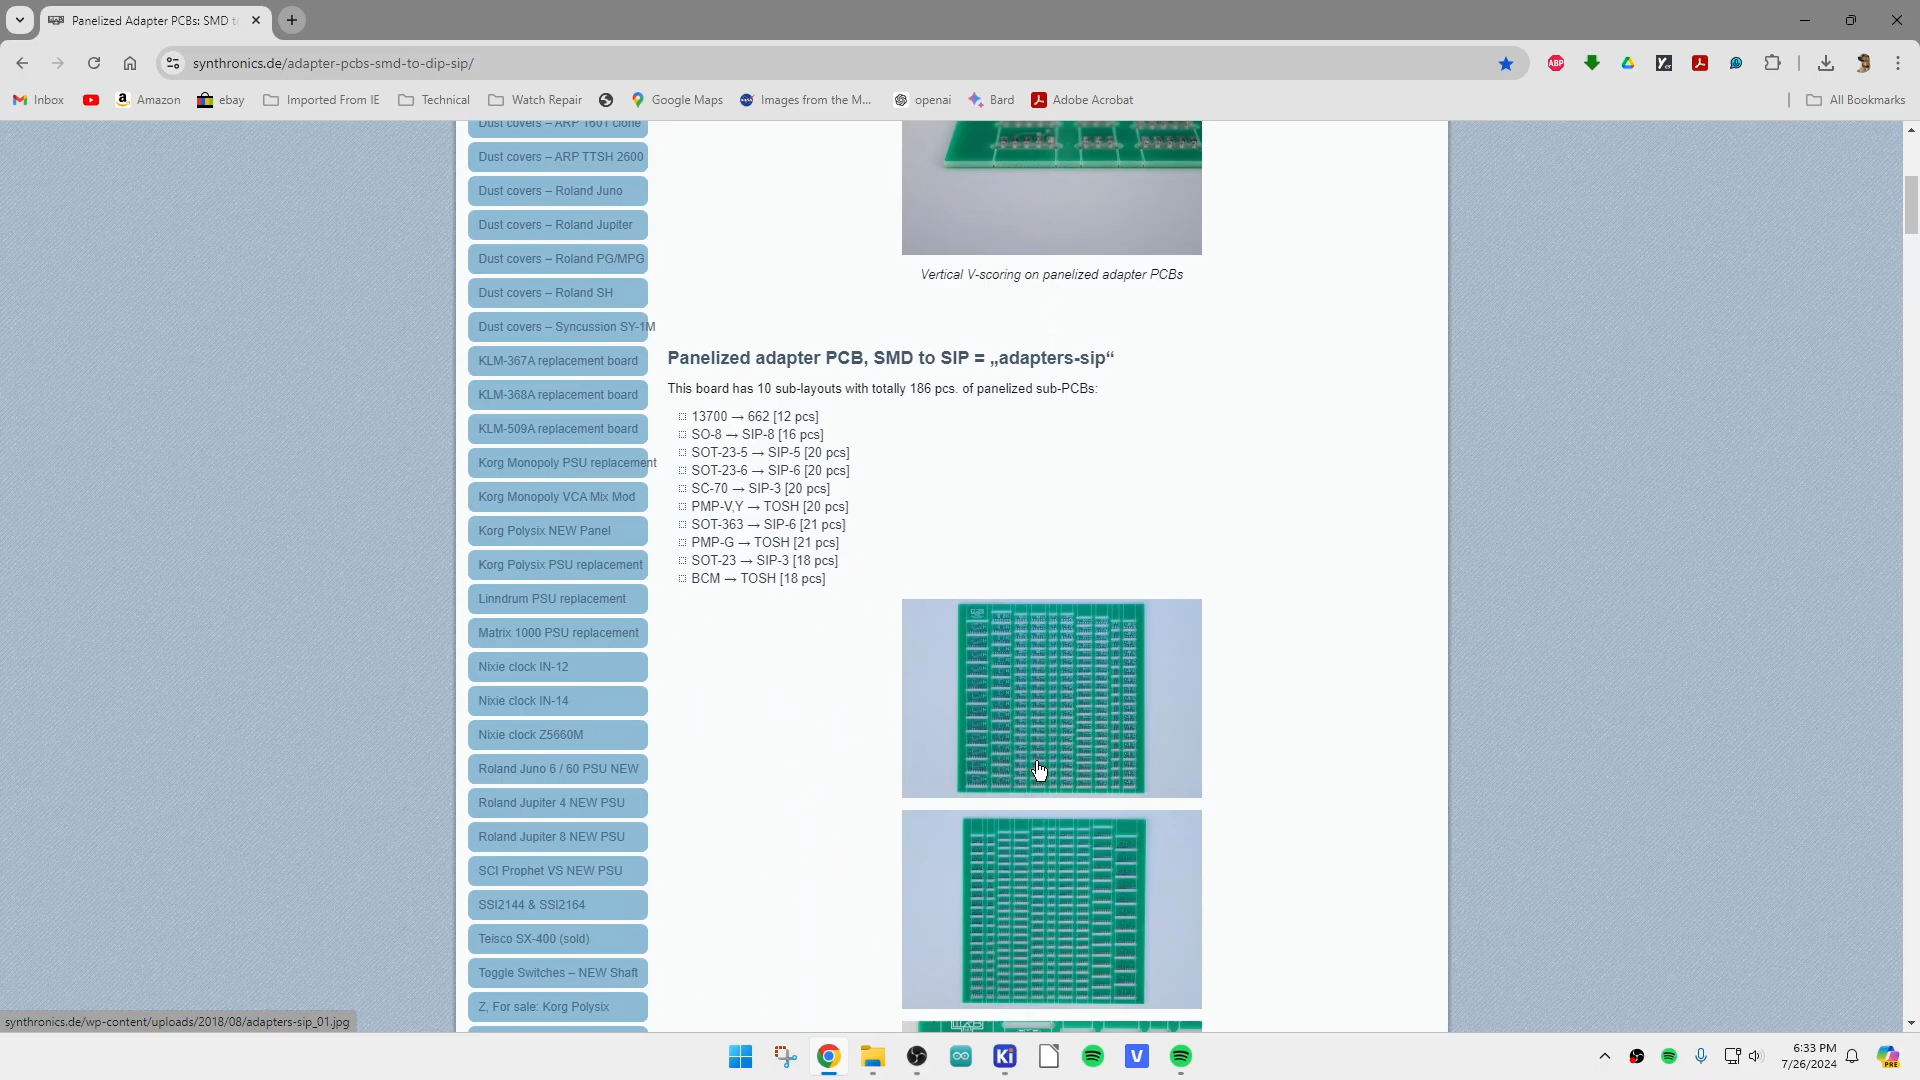 Panelized Adapter PCBs: SMD t
synthronics.de/adapter-pcbs-smd-to-dip-sip/
Inbox
Amazon
ebay
Imported From IE
Technical
Watch Repair
Google Maps
Images from the M...
openai
Bard
Adobe Acrobat
All Bookmarks
Dust covers – ARP 1601 clone
Dust covers – ARP TTSH 2600
Dust covers – Roland Juno
Dust covers – Roland Jupiter
Dust covers – Roland PG/MPG
Dust covers – Roland SH
Dust covers – Syncussion SY-1M
KLM-367A replacement board
KLM-368A replacement board
KLM-509A replacement board
Korg Monopoly PSU replacement
Korg Monopoly VCA Mix Mod
Korg Polysix NEW Panel
Korg Polysix PSU replacement
Linndrum PSU replacement
Matrix 1000 PSU replacement
Nixie clock IN-12
Nixie clock IN-14
Nixie clock Z5660M
Roland Juno 6 / 60 PSU NEW
Roland Jupiter 4 NEW PSU
Roland Jupiter 8 NEW PSU
SCI Prophet VS NEW PSU
SSI2144 & SSI2164
Teisco SX-400 (sold)
Toggle Switches – NEW Shaft
Z, For sale: Korg Polysix
Vertical V-scoring on panelized adapter PCBs
Panelized adapter PCB, SMD to SIP = „adapters-sip“
This board has 10 sub-layouts with totally 186 pcs. of panelized sub-PCBs:
13700 → 662 [12 pcs]
SO-8 → SIP-8 [16 pcs]
SOT-23-5 → SIP-5 [20 pcs]
SOT-23-6 → SIP-6 [20 pcs]
SC-70 → SIP-3 [20 pcs]
PMP-V,Y → TOSH [20 pcs]
SOT-363 → SIP-6 [21 pcs]
PMP-G → TOSH [21 pcs]
SOT-23 → SIP-3 [18 pcs]
BCM → TOSH [18 pcs]
synthronics.de/wp-content/uploads/2018/08/adapters-sip_01.jpg
6:33 PM
7/26/2024